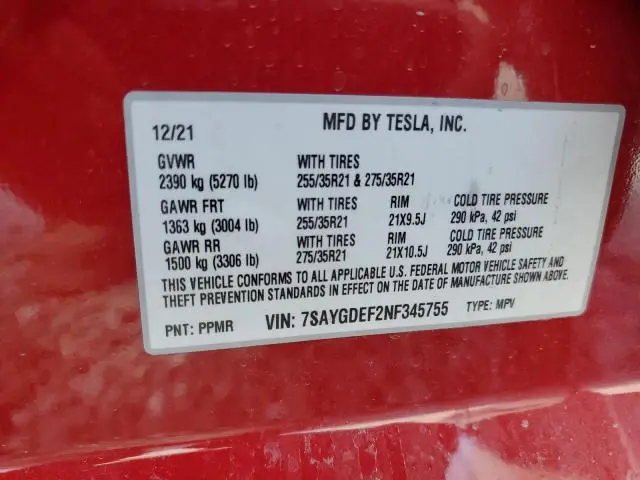 12/21 MFD BY TESLA, INC.
GVWR WITH TIRES
2390 kg (5270 lb) 255/35R21 & 275/35R21
GAWR FRT WITH TIRES RIM COLD TIRE PRESSURE
1363 kg (3004 lb) 255/35R21 21X9.5J 290 kPa, 42 psi
GAWR RR WITH TIRES RIM COLD TIRE PRESSURE
1500 kg (3306 lb) 275/35R21 21X10.5J 290 kPa, 42 psi
THIS VEHICLE CONFORMS TO ALL APPLICABLE U.S. FEDERAL MOTOR VEHICLE SAFETY AND
THEFT PREVENTION STANDARDS IN EFFECT ON THE DATE OF MANUFACTURE SHOWN ABOVE.
PNT: PPMR VIN: 7SAYGDEF2NF345755 TYPE: MPV